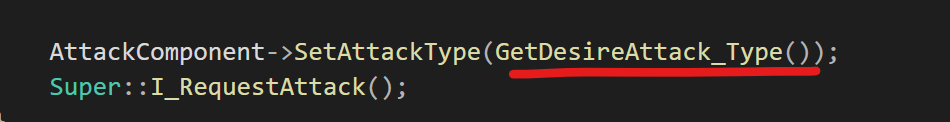 AttackComponent->SetAttackType(GetDesireAttack_Type());
Super::I_RequestAttack();